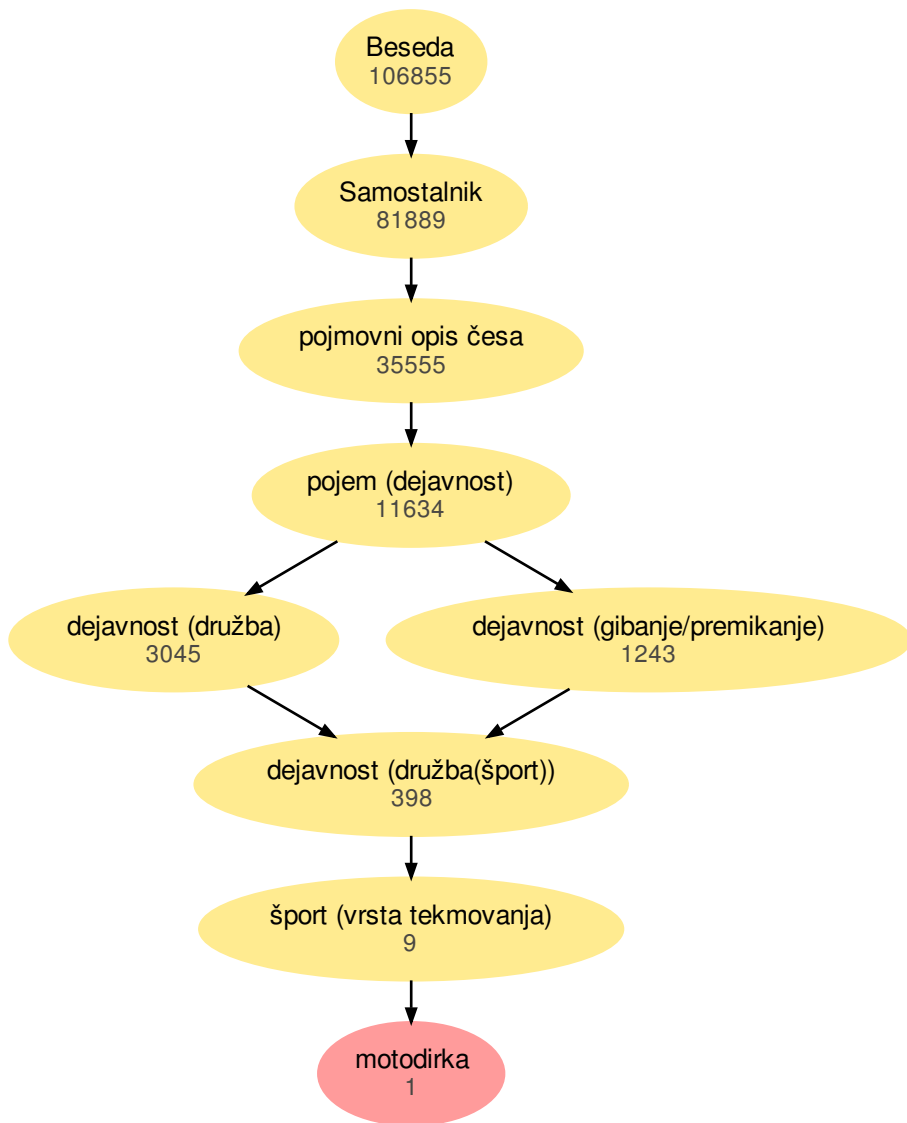 Beseda
106855
Samostalnik
81889
pojmovni opis česa
35555
pojem (dejavnost)
11634
dejavnost (družba)
3045
dejavnost (gibanje/premikanje)
1243
dejavnost (družba(šport))
398
šport (vrsta tekmovanja)
9
motodirka
1